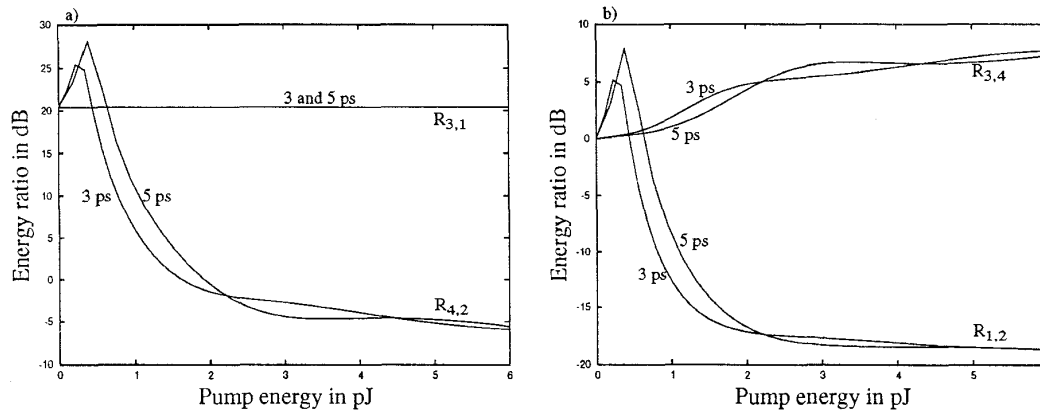 a)
Energy ratio in dB
30
25
20
15
10
5
0
-5
-10
3 and 5 ps
R3,1
3 ps
5 ps
R4,2
0 1 2 3 4 5 6
Pump energy in pJ
b)
Energy ratio in dB
10
5
0
-5
-10
-15
-20
3 ps
5 ps
R3,4
5 ps
3 ps
R1,2
0 1 2 3 4 5
Pump energy in pJ